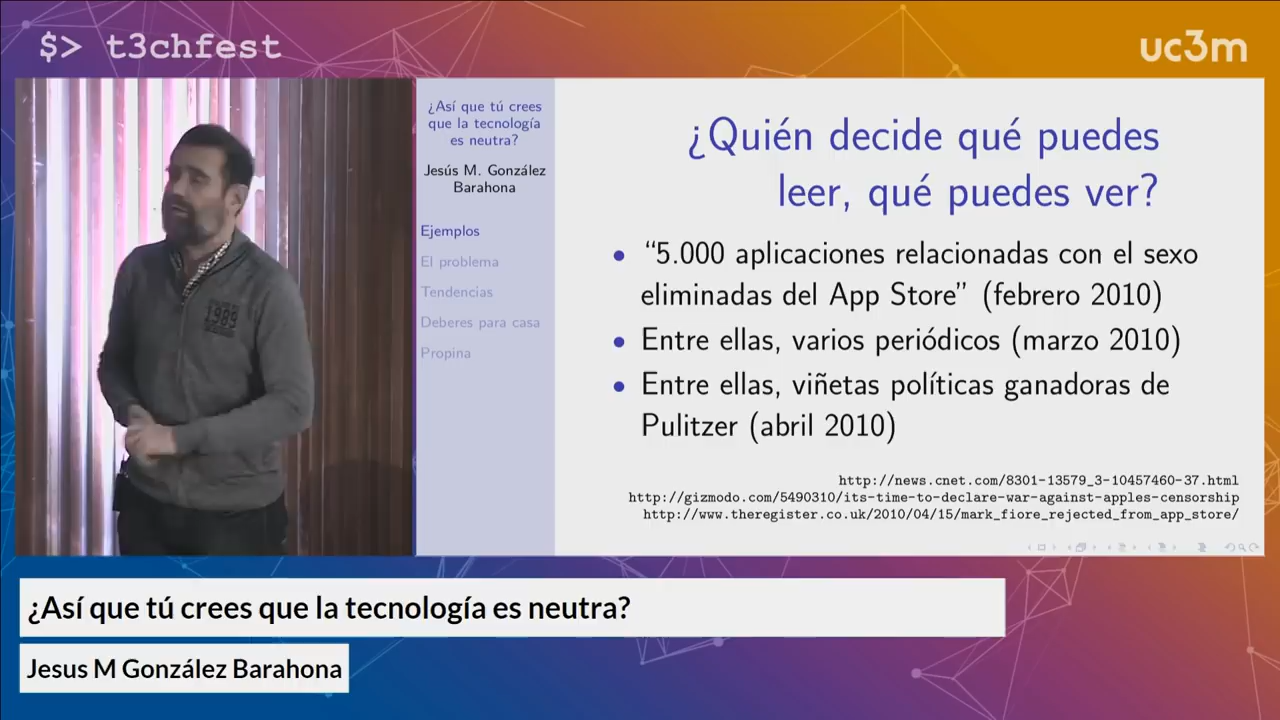 $> t3chfest
uc3m
¿Así que tú crees
que la tecnología
es neutra?
Jesús M. González
Barahona
Ejemplos
El problema
Tendencias
Deberes para casa
Propina
¿Quién decide qué puedes
leer, qué puedes ver?
• “5.000 aplicaciones relacionadas con el sexo
eliminadas del App Store” (febrero 2010)
• Entre ellas, varios periódicos (marzo 2010)
• Entre ellas, viñetas políticas ganadoras de
Pulitzer (abril 2010)
http://news.cnet.com/8301-13579_3-10457460-37.html
http://gizmodo.com/5490310/its-time-to-declare-war-against-apples-censorship
http://www.theregister.co.uk/2010/04/15/mark_fiore_rejected_from_app_store/
1989
¿Así que tú crees que la tecnología es neutra?
Jesus M González Barahona